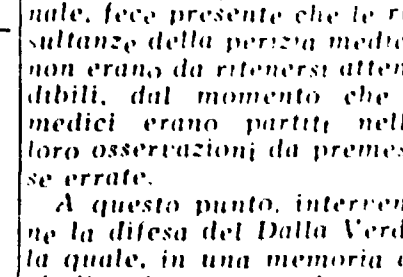 nale, fece presente che le ri
sultanze della perizia medic
non erano da ritenersi atten
dibili, dal momento che
medici erano partiti nell
loro osservazioni da premes
se errate.
A questo punto, interven
ne la difesa del Dalla Verd
la quale, in una memoria d